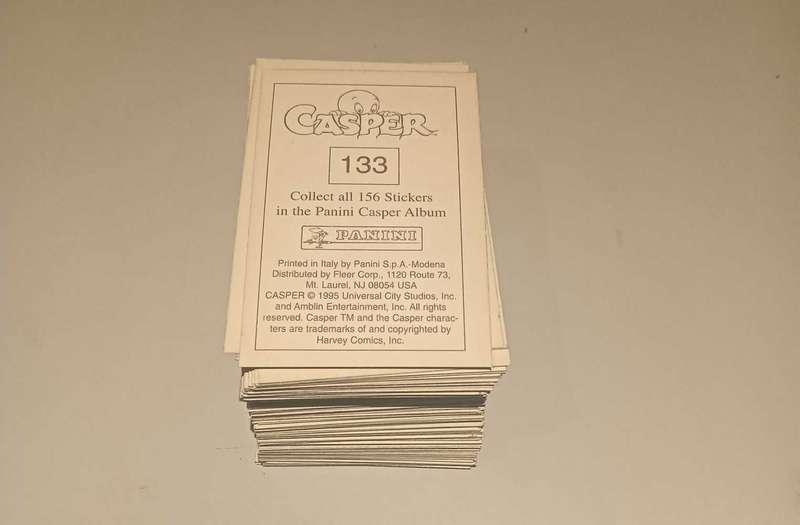 CASPER™
133
Collect all 156 Stickers
in the Panini Casper Album
PANINI
Printed in Italy by Panini S.p.A.-Modena
Distributed by Fleer Corp., 1120 Route 73,
Mt. Laurel, NJ 08054 USA
CASPER © 1995 Universal City Studios, Inc.
and Amblin Entertainment, Inc. All rights
reserved. Casper TM and the Casper charac-
ters are trademarks of and copyrighted by
Harvey Comics, Inc.